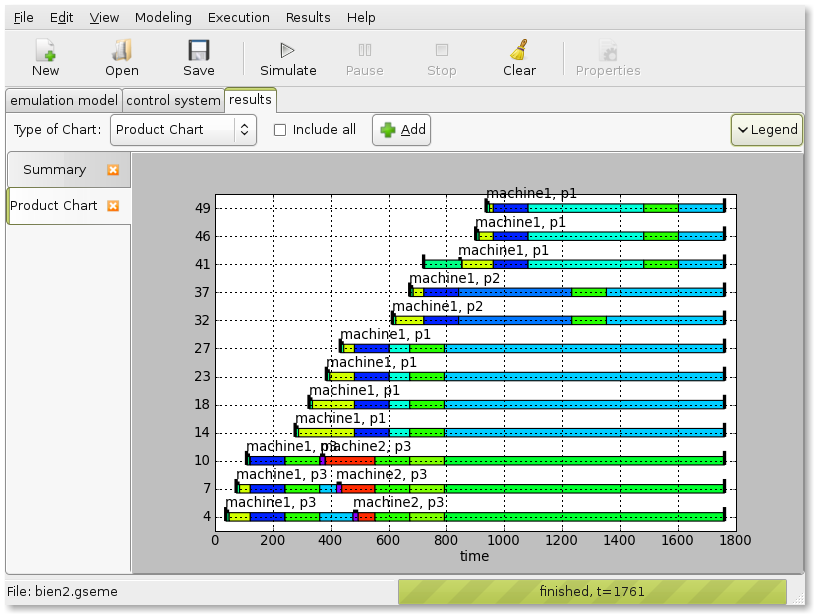 File Edit View Modeling Execution Results Help
New Open Save Simulate Pause Stop Clear Properties
emulation model control system results
Type of Chart: Product Chart Include all Add Legend
Summary
Product Chart
machine1, p1
49
machine1, p1
46
machine1, p1
41
machine1, p2
37
machine1, p2
32
machine1, p1
27
machine1, p1
23
machine1, p1
18
machine1, p1
14
machine1, p3 machine2, p3
10
machine1, p3 machine2, p3
7
machine1, p3 machine2, p3
4
0 200 400 600 800 1000 1200 1400 1600 1800
time
File: bien2.gseme finished, t=1761